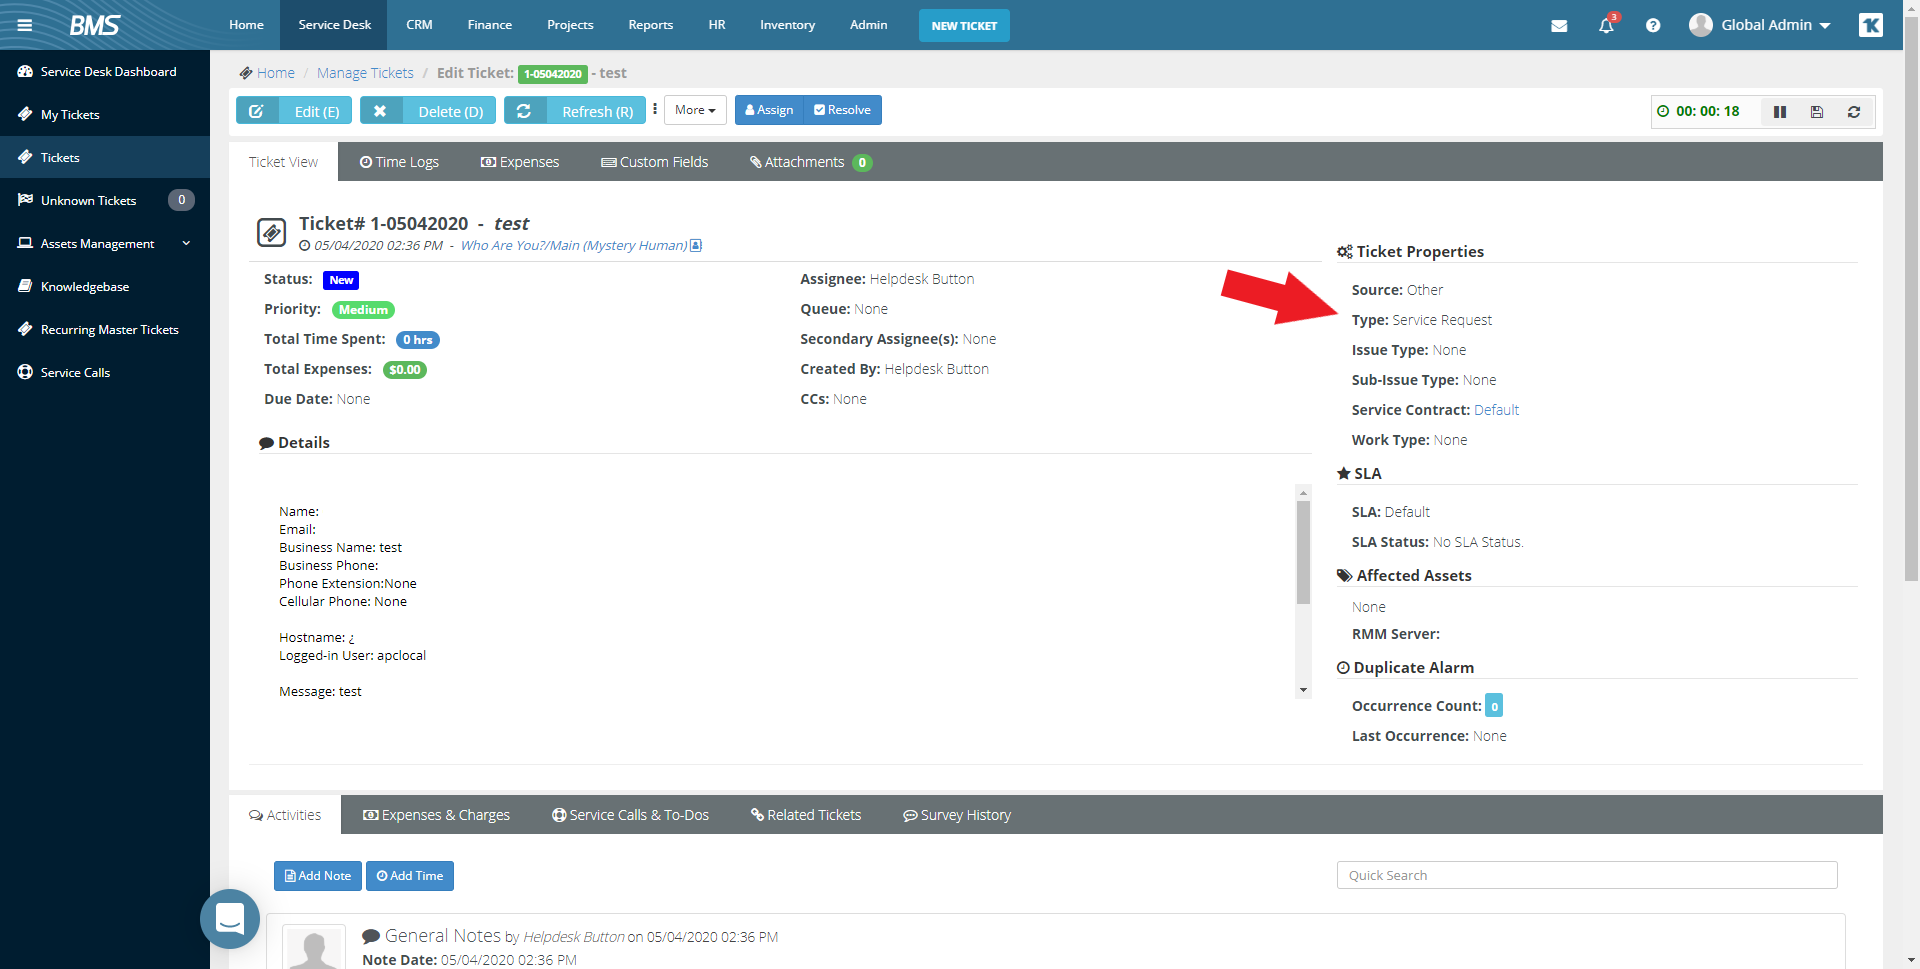 BMS
Home Service Desk CRM Finance Projects Reports HR Inventory Admin NEW TICKET 3 Global Admin
Service Desk Dashboard
My Tickets
Tickets
Unknown Tickets 0
Assets Management
Knowledgebase
Recurring Master Tickets
Service Calls
Home / Manage Tickets / Edit Ticket: 1-05042020 - test
Edit (E) Delete (D) Refresh (R) More Assign Resolve 00: 00: 18
Ticket View Time Logs Expenses Custom Fields Attachments 0
Ticket# 1-05042020 - test
05/04/2020 02:36 PM - Who Are You?/Main (Mystery Human)
Status: New
Priority: Medium
Total Time Spent: 0 hrs
Total Expenses: $0.00
Due Date: None
Assignee: Helpdesk Button
Queue: None
Secondary Assignee(s): None
Created By: Helpdesk Button
CCs: None
Details
Name:
Email:
Business Name: test
Business Phone:
Phone Extension:None
Cellular Phone: None
Hostname: ¿
Logged-in User: apclocal
Message: test
Ticket Properties
Source: Other
Type: Service Request
Issue Type: None
Sub-Issue Type: None
Service Contract: Default
Work Type: None
SLA
SLA: Default
SLA Status: No SLA Status.
Affected Assets
None
RMM Server:
Duplicate Alarm
Occurrence Count: 0
Last Occurrence: None
Activities Expenses & Charges Service Calls & To-Dos Related Tickets Survey History
Add Note Add Time Quick Search
General Notes by Helpdesk Button on 05/04/2020 02:36 PM
Note Date: 05/04/2020 02:36 PM